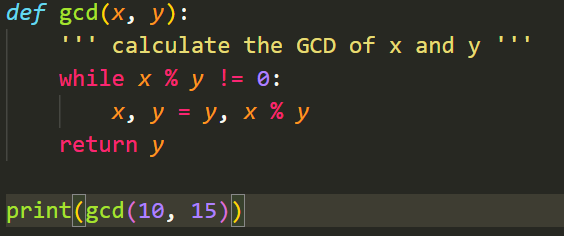 def gcd(x, y):
    ''' calculate the GCD of x and y '''
    while x % y != 0:
        x, y = y, x % y
    return y
print(gcd(10, 15))